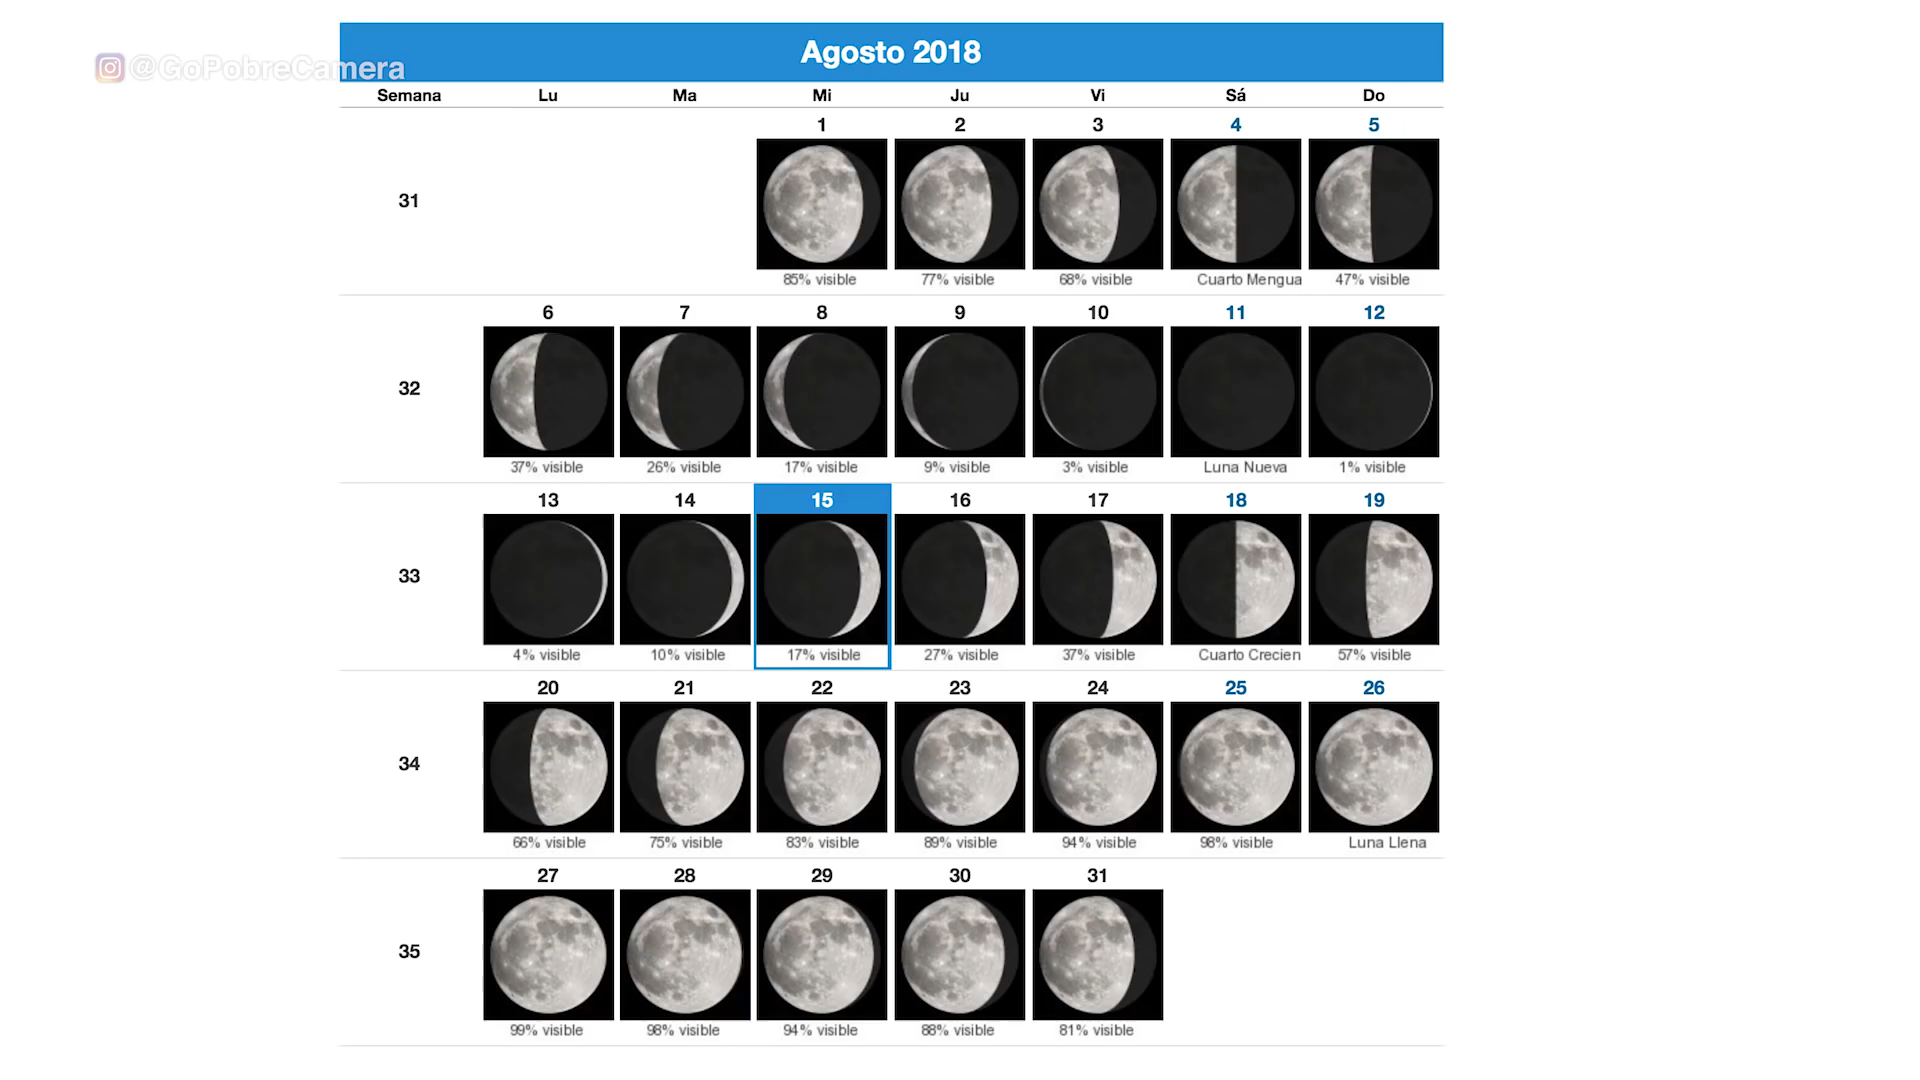 Agosto 2018
@GoPobreCamera
Semana Lu Ma Mi Ju Vi Sá Do
1 2 3 4 5
31
85% visible 77% visible 68% visible Cuarto Mengua 47% visible
6 7 8 9 10 11 12
32
37% visible 26% visible 17% visible 9% visible 3% visible Luna Nueva 1% visible
13 14 15 16 17 18 19
33
4% visible 10% visible 17% visible 27% visible 37% visible Cuarto Crecien 57% visible
20 21 22 23 24 25 26
34
66% visible 75% visible 83% visible 89% visible 94% visible 98% visible Luna Llena
27 28 29 30 31
35
99% visible 98% visible 94% visible 88% visible 81% visible